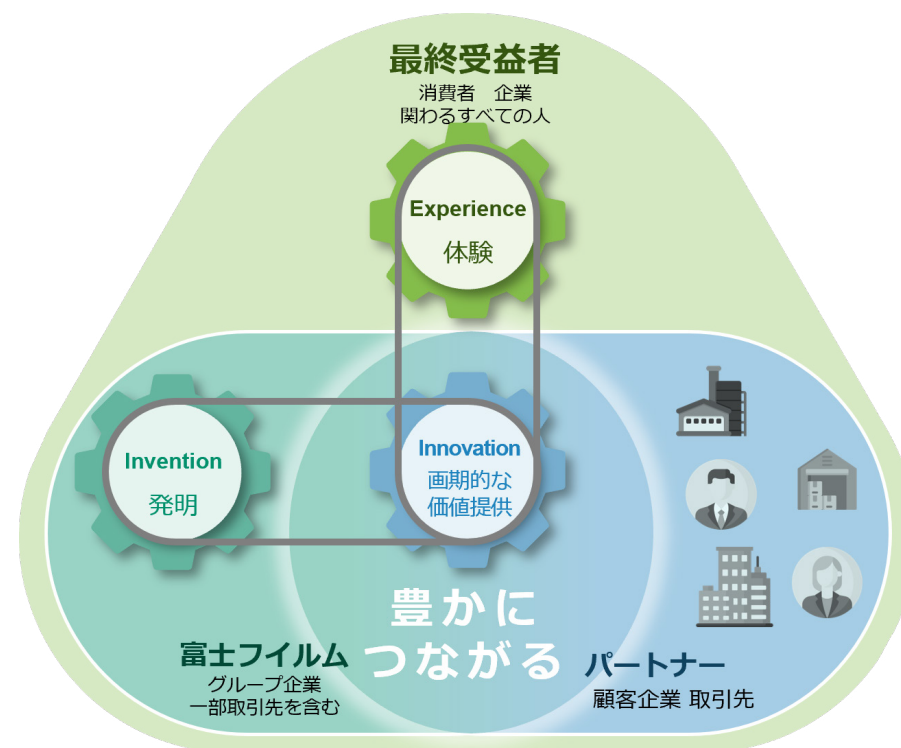 最終受益者
消費者　企業
関わるすべての人
Experience
体験
Invention
発明
Innovation
画期的な
価値提供
豊かに
つながる
富士フイルム
グループ企業
一部取引先を含む
パートナー
顧客企業 取引先